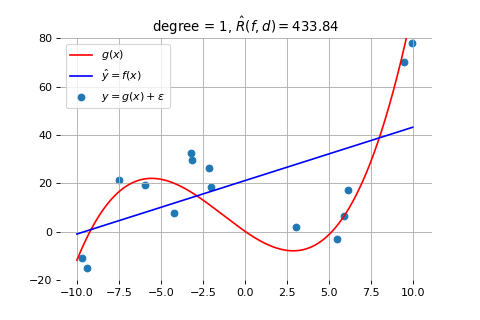 degree = 1, R̂(f, d) = 433.84
g(x)
ŷ = f(x)
y = g(x) + ε
80
60
40
20
0
−20
−10.0 −7.5 −5.0 −2.5 0.0 2.5 5.0 7.5 10.0